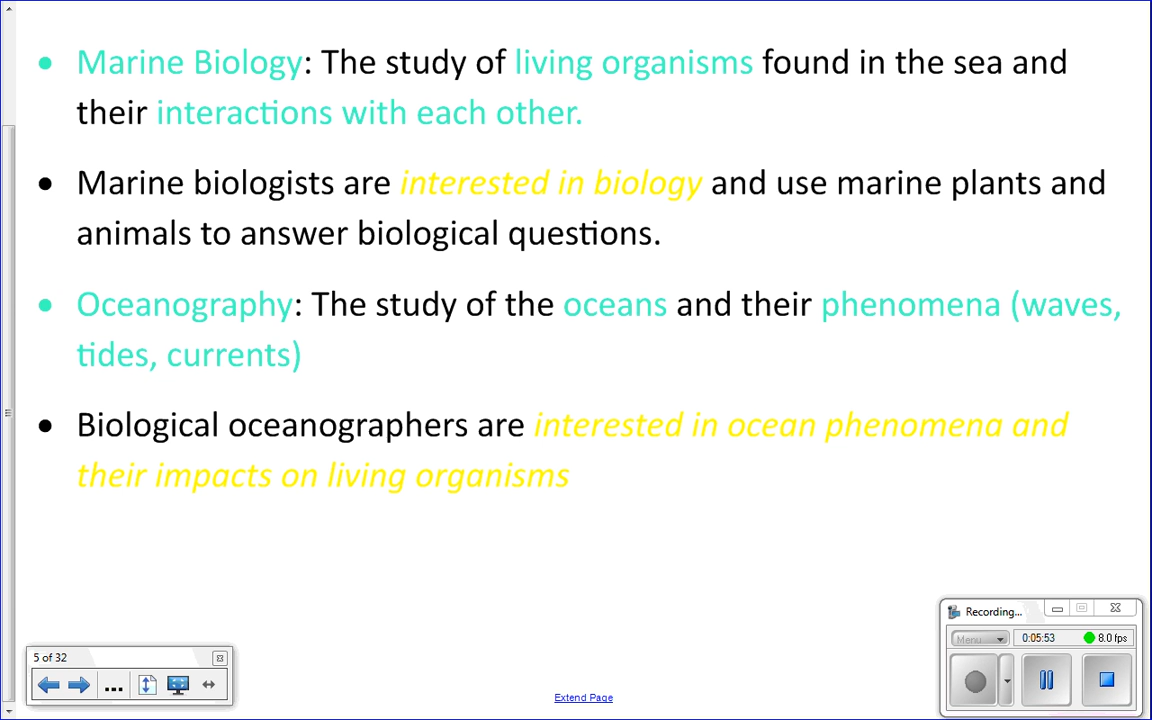 • Marine Biology: The study of living organisms found in the sea and
their interactions with each other.
• Marine biologists are interested in biology and use marine plants and
animals to answer biological questions.
• Oceanography: The study of the oceans and their phenomena (waves,
tides, currents)
• Biological oceanographers are interested in ocean phenomena and
their impacts on living organisms
Recording...
Menu
0:05:53
8.0 fps
5 of 32
...
Extend Page